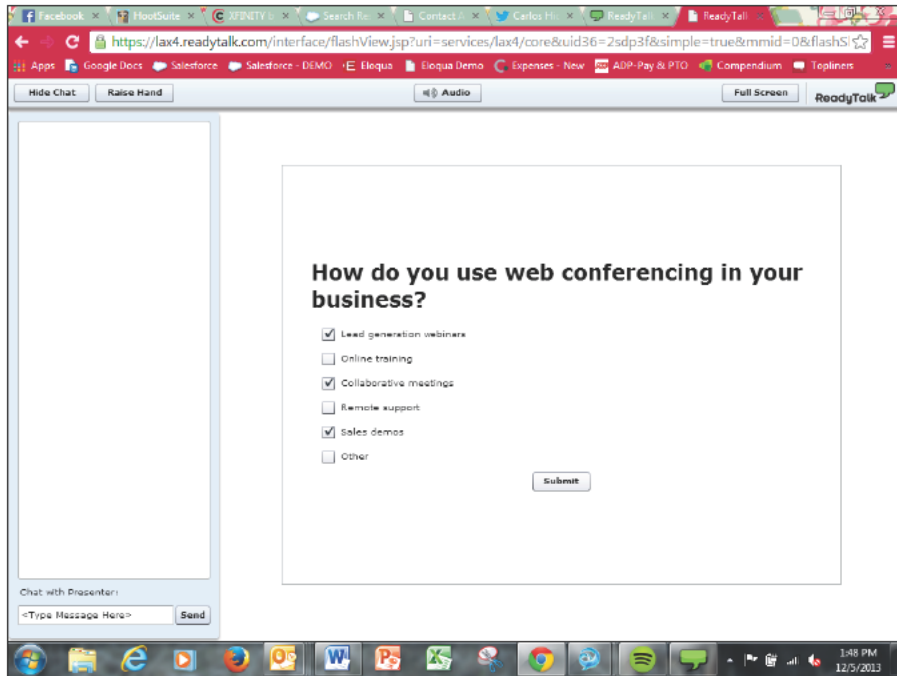 Facebook HootSuite XFINITY Search Re Contact Carlos Hi ReadyTalk ReadyTalk
https://lax4.readytalk.com/interface/flashView.jsp?uri=services/lax4/core&uid36=2sdp3f&simple=true&mmid=0&flashS
Apps Google Docs Salesforce Salesforce - DEMO Eloqua Eloqua Demo Expenses - New ADP-Pay & PTO Compendium Topliners
Hide Chat Raise Hand Audio Full Screen ReadyTalk
How do you use web conferencing in your
business?
Lead generation webinars
Online training
Collaborative meetings
Remote support
Sales demos
Other
Submit
Chat with Presenter:
<Type Message Here> Send
1:48 PM
12/5/2013